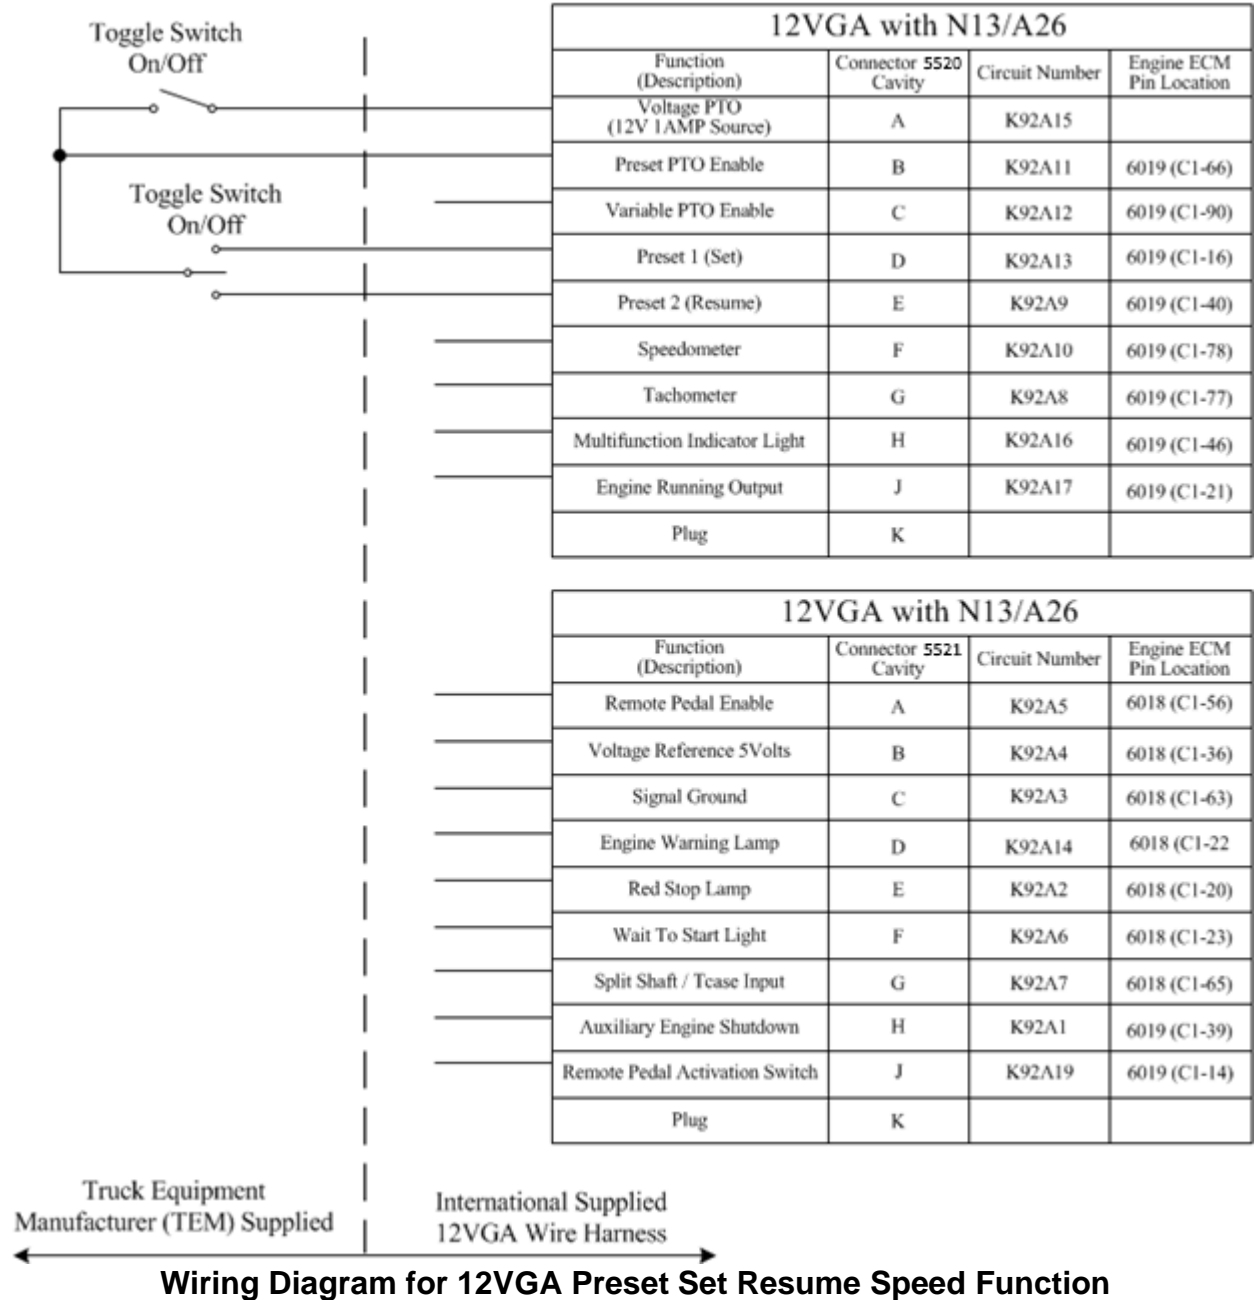 Toggle Switch
On/Off
Toggle Switch
On/Off
12VGA with N13/A26
Function
(Description)
Connector 5520
Cavity
Circuit Number
Engine ECM
Pin Location
Voltage PTO
(12V 1AMP Source)
A
K92A15
Preset PTO Enable
B
K92A11
6019 (C1-66)
Variable PTO Enable
C
K92A12
6019 (C1-90)
Preset 1 (Set)
D
K92A13
6019 (C1-16)
Preset 2 (Resume)
E
K92A9
6019 (C1-40)
Speedometer
F
K92A10
6019 (C1-78)
Tachometer
G
K92A8
6019 (C1-77)
Multifunction Indicator Light
H
K92A16
6019 (C1-46)
Engine Running Output
J
K92A17
6019 (C1-21)
Plug
K
12VGA with N13/A26
Function
(Description)
Connector 5521
Cavity
Circuit Number
Engine ECM
Pin Location
Remote Pedal Enable
A
K92A5
6018 (C1-56)
Voltage Reference 5Volts
B
K92A4
6018 (C1-36)
Signal Ground
C
K92A3
6018 (C1-63)
Engine Warning Lamp
D
K92A14
6018 (C1-22
Red Stop Lamp
E
K92A2
6018 (C1-20)
Wait To Start Light
F
K92A6
6018 (C1-23)
Split Shaft / Tcase Input
G
K92A7
6018 (C1-65)
Auxiliary Engine Shutdown
H
K92A1
6019 (C1-39)
Remote Pedal Activation Switch
J
K92A19
6019 (C1-14)
Plug
K
Truck Equipment
Manufacturer (TEM) Supplied
International Supplied
12VGA Wire Harness
Wiring Diagram for 12VGA Preset Set Resume Speed Function